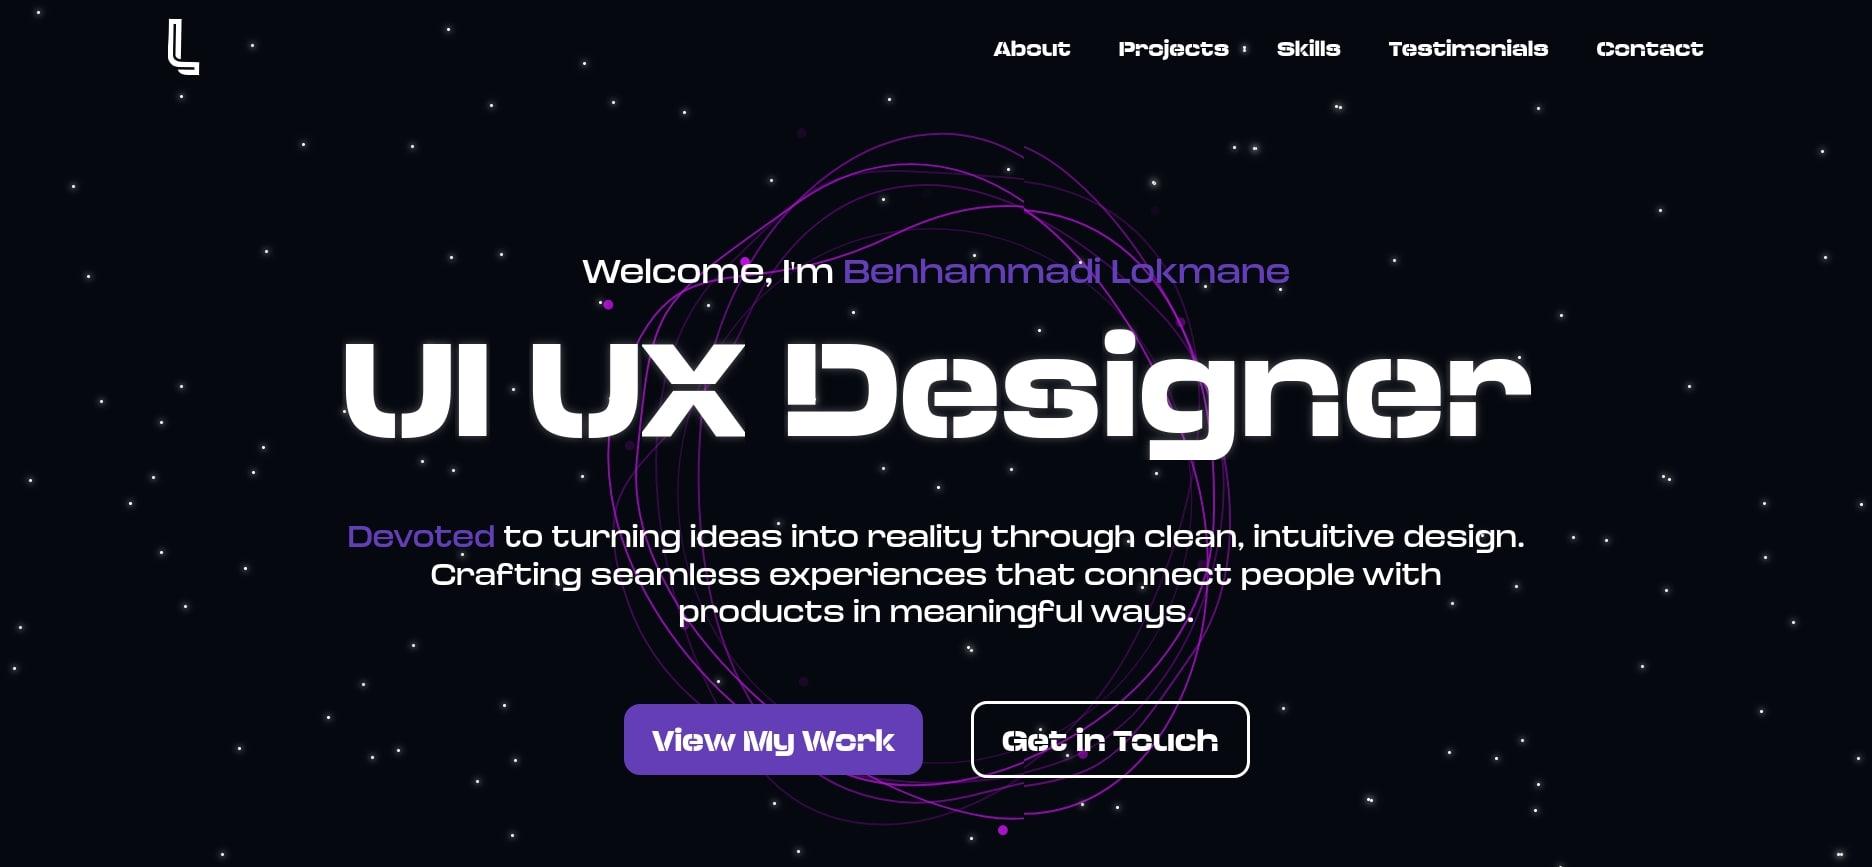 L
About Projects Skills Testimonials Contact
Welcome, I'm Benhammadi Lokmane
UI UX Designer
Devoted to turning ideas into reality through clean, intuitive design.
Crafting seamless experiences that connect people with
products in meaningful ways.
View My Work
Get in Touch